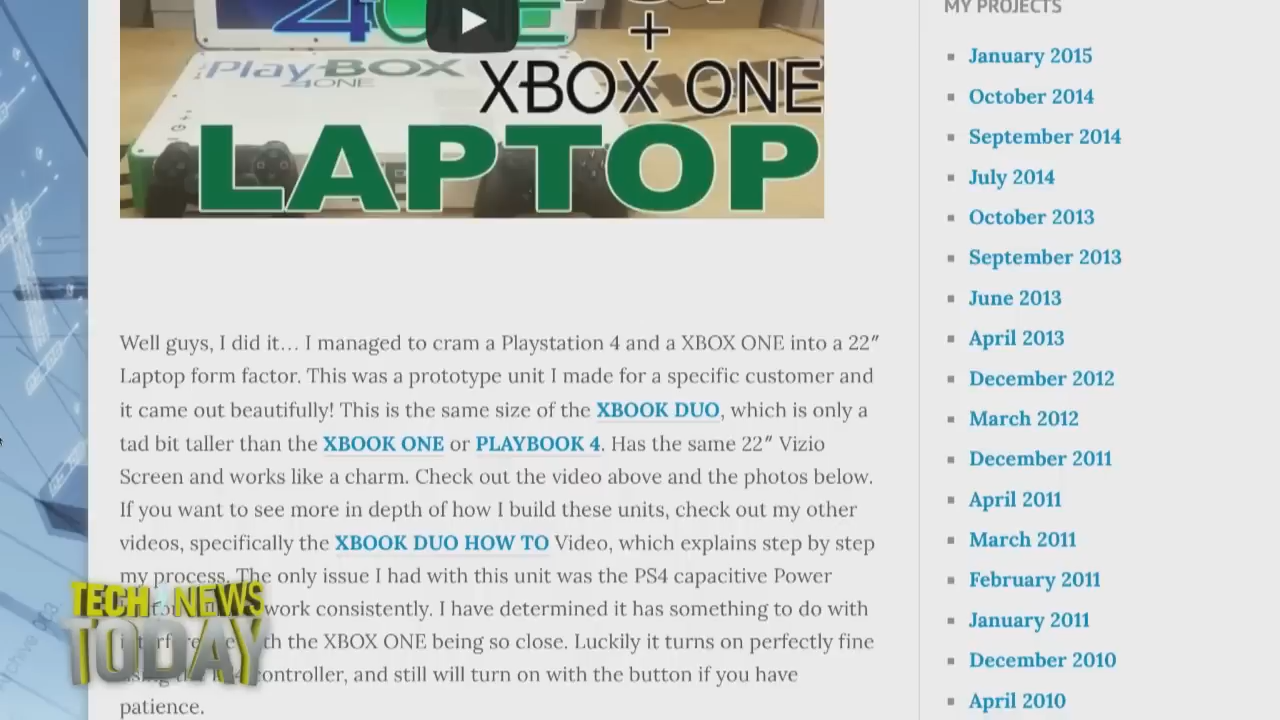 4ONE
+
PlayBOX
4ONE
XBOX ONE
LAPTOP
Well guys, I did it… I managed to cram a Playstation 4 and a XBOX ONE into a 22″
Laptop form factor. This was a prototype unit I made for a specific customer and
it came out beautifully! This is the same size of the XBOOK DUO, which is only a
tad bit taller than the XBOOK ONE or PLAYBOOK 4. Has the same 22″ Vizio
Screen and works like a charm. Check out the video above and the photos below.
If you want to see more in depth of how I build these units, check out my other
videos, specifically the XBOOK DUO HOW TO Video, which explains step by step
my process. The only issue I had with this unit was the PS4 capacitive Power
work consistently. I have determined it has something to do with
the XBOX ONE being so close. Luckily it turns on perfectly fine
controller, and still will turn on with the button if you have
patience.
MY PROJECTS
January 2015
October 2014
September 2014
July 2014
October 2013
September 2013
June 2013
April 2013
December 2012
March 2012
December 2011
April 2011
March 2011
February 2011
January 2011
December 2010
April 2010
TECH NEWS
TODAY